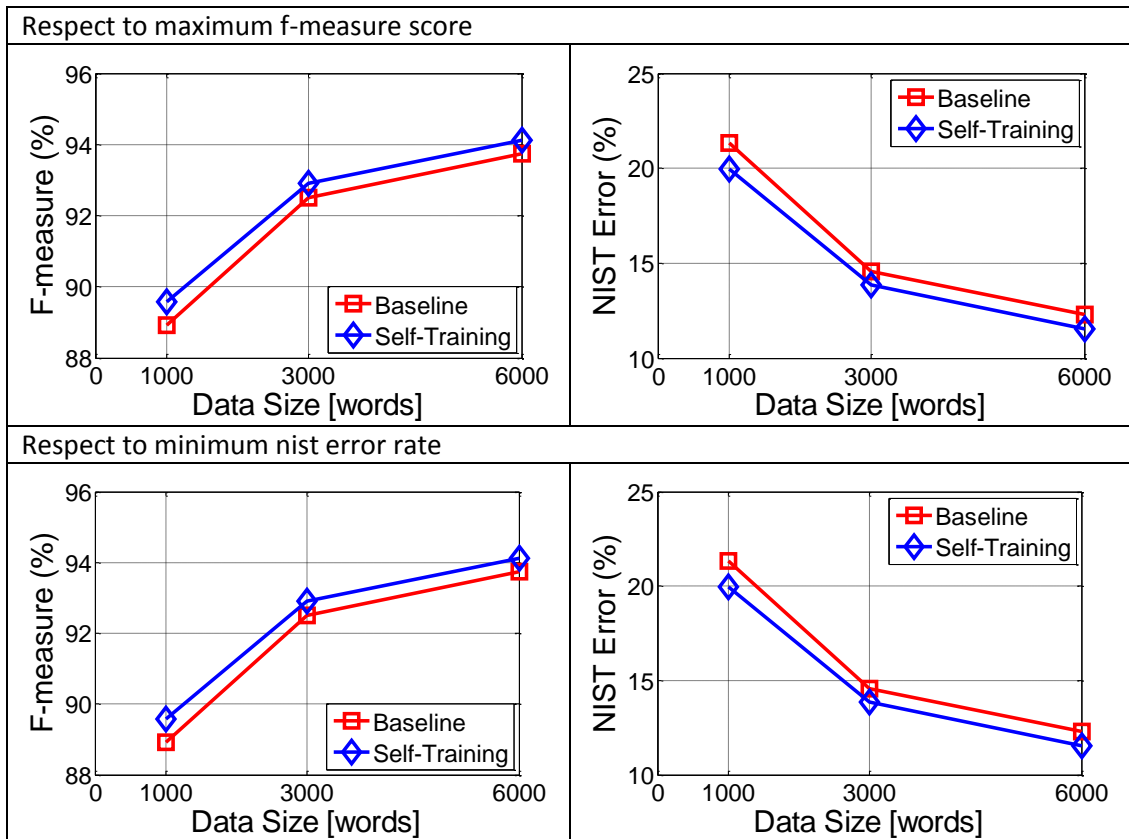 Respect to maximum f-measure score
96
94
92
90
88
F-measure (%)
0 1000 3000 6000
Data Size [words]
Baseline
Self-Training
25
20
15
10
NIST Error (%)
0 1000 3000 6000
Data Size [words]
Baseline
Self-Training
Respect to minimum nist error rate
96
94
92
90
88
F-measure (%)
0 1000 3000 6000
Data Size [words]
Baseline
Self-Training
25
20
15
10
NIST Error (%)
0 1000 3000 6000
Data Size [words]
Baseline
Self-Training